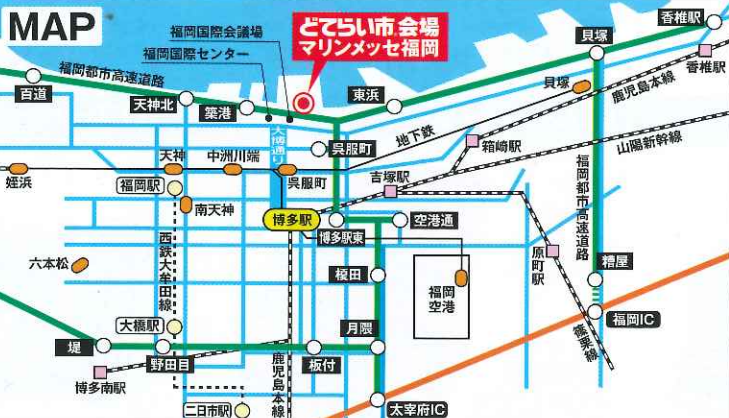 MAP
どてらい市。会場
マリンメッセ福岡
福岡国際会議場
福岡国際センター
福岡都市高速道路
百道
天神北
築港
東浜
貝塚
香椎駅
貝塚
香椎駅
鹿児島本線
地下鉄
箱崎駅
山陽新幹線
大博通り
呉服町
姪浜
天神
中洲川端
呉服町
吉塚駅
福岡駅
南天神
博多駅
空港通
博多駅東
福岡都市高速道路
西鉄大牟田線
六本松
榎田
福岡
空港
原町駅
糟屋
福岡IC
大橋駅
月隈
堤
野田目
板付
篠栗線
博多南駅
鹿児島本線
二日市駅
太宰府IC